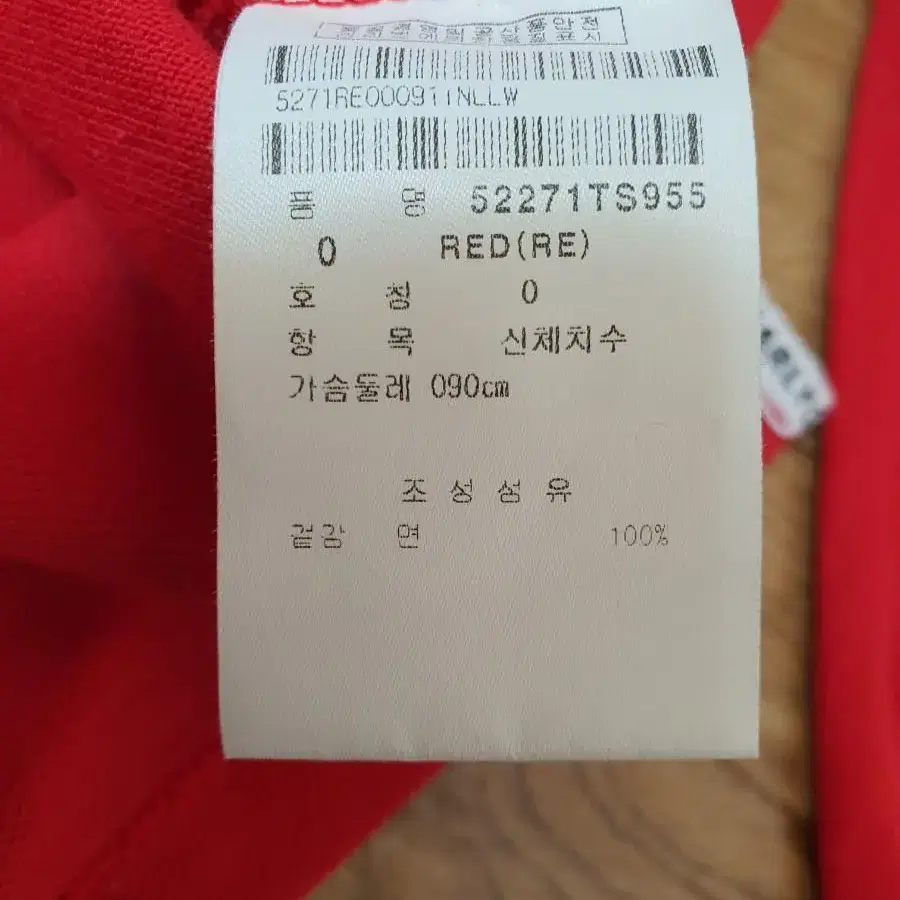 5271RE00091iNLLW
품 명 52271TS955
0 RED(RE)
호 칭 0
항 목 신체치수
가슴둘레 090cm
조성섬유
겉감 면 100%